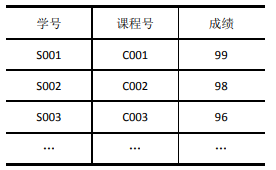 学号 课程号 成绩
S001 C001 99
S002 C002 98
S003 C003 96
… … …